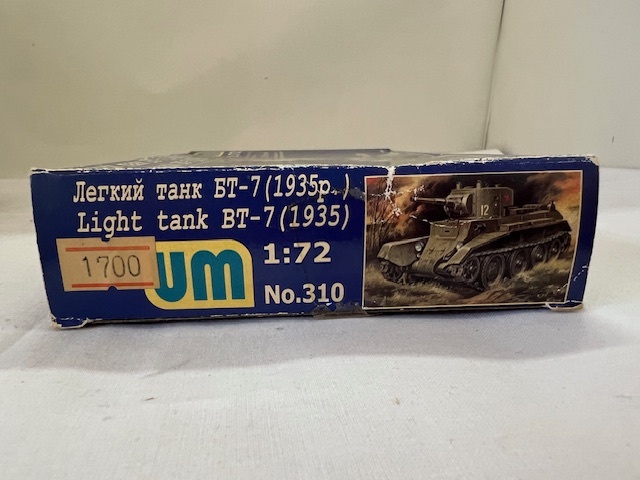 Легкий танк БТ-7(1935р.)
Light tank BT-7(1935)
1700
um
1:72
No.310
12